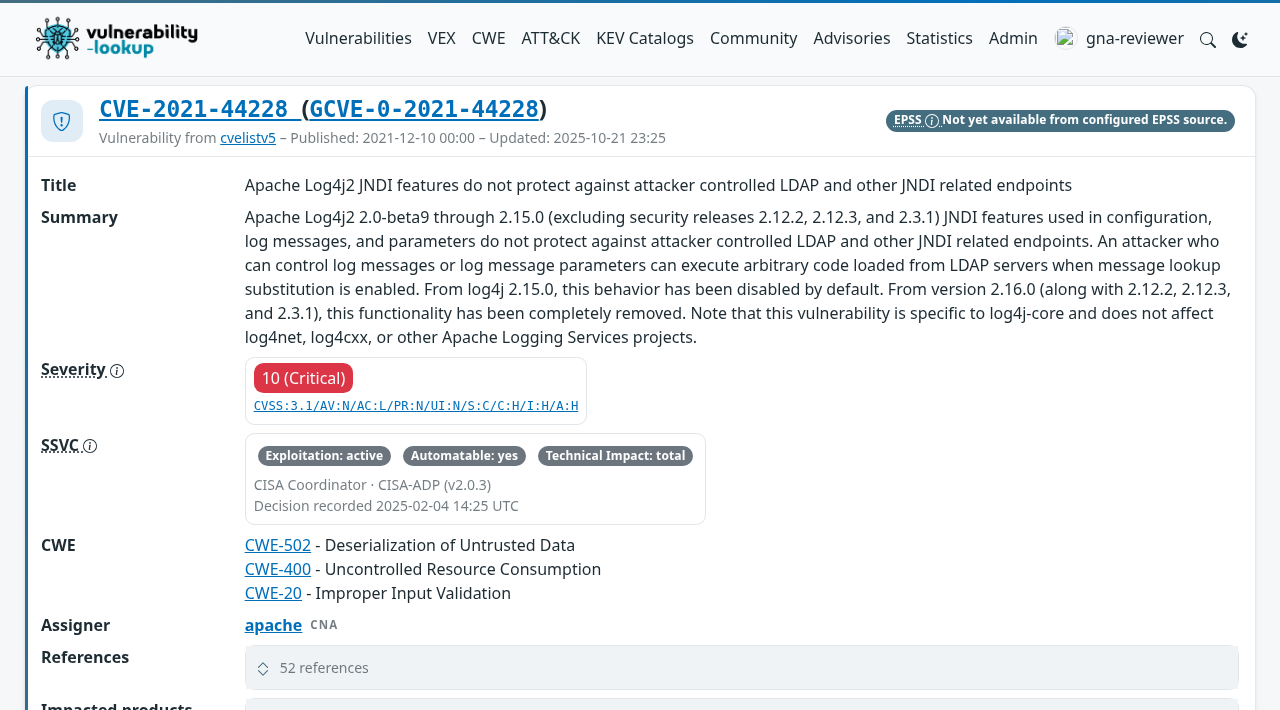 vulnerability
-lookup
Vulnerabilities VEX CWE ATT&CK KEV Catalogs Community Advisories Statistics Admin gna-reviewer
CVE-2021-44228 (GCVE-0-2021-44228)
Vulnerability from cvelistv5 – Published: 2021-12-10 00:00 – Updated: 2025-10-21 23:25
EPSS Not yet available from configured EPSS source.
Title Apache Log4j2 JNDI features do not protect against attacker controlled LDAP and other JNDI related endpoints
Summary Apache Log4j2 2.0-beta9 through 2.15.0 (excluding security releases 2.12.2, 2.12.3, and 2.3.1) JNDI features used in configuration,
log messages, and parameters do not protect against attacker controlled LDAP and other JNDI related endpoints. An attacker who
can control log messages or log message parameters can execute arbitrary code loaded from LDAP servers when message lookup
substitution is enabled. From log4j 2.15.0, this behavior has been disabled by default. From version 2.16.0 (along with 2.12.2, 2.12.3,
and 2.3.1), this functionality has been completely removed. Note that this vulnerability is specific to log4j-core and does not affect
log4net, log4cxx, or other Apache Logging Services projects.
Severity 10 (Critical)
CVSS:3.1/AV:N/AC:L/PR:N/UI:N/S:C/C:H/I:H/A:H
SSVC Exploitation: active Automatable: yes Technical Impact: total
CISA Coordinator · CISA-ADP (v2.0.3)
Decision recorded 2025-02-04 14:25 UTC
CWE CWE-502 - Deserialization of Untrusted Data
CWE-400 - Uncontrolled Resource Consumption
CWE-20 - Improper Input Validation
Assigner apache CNA
References 52 references
Impacted products